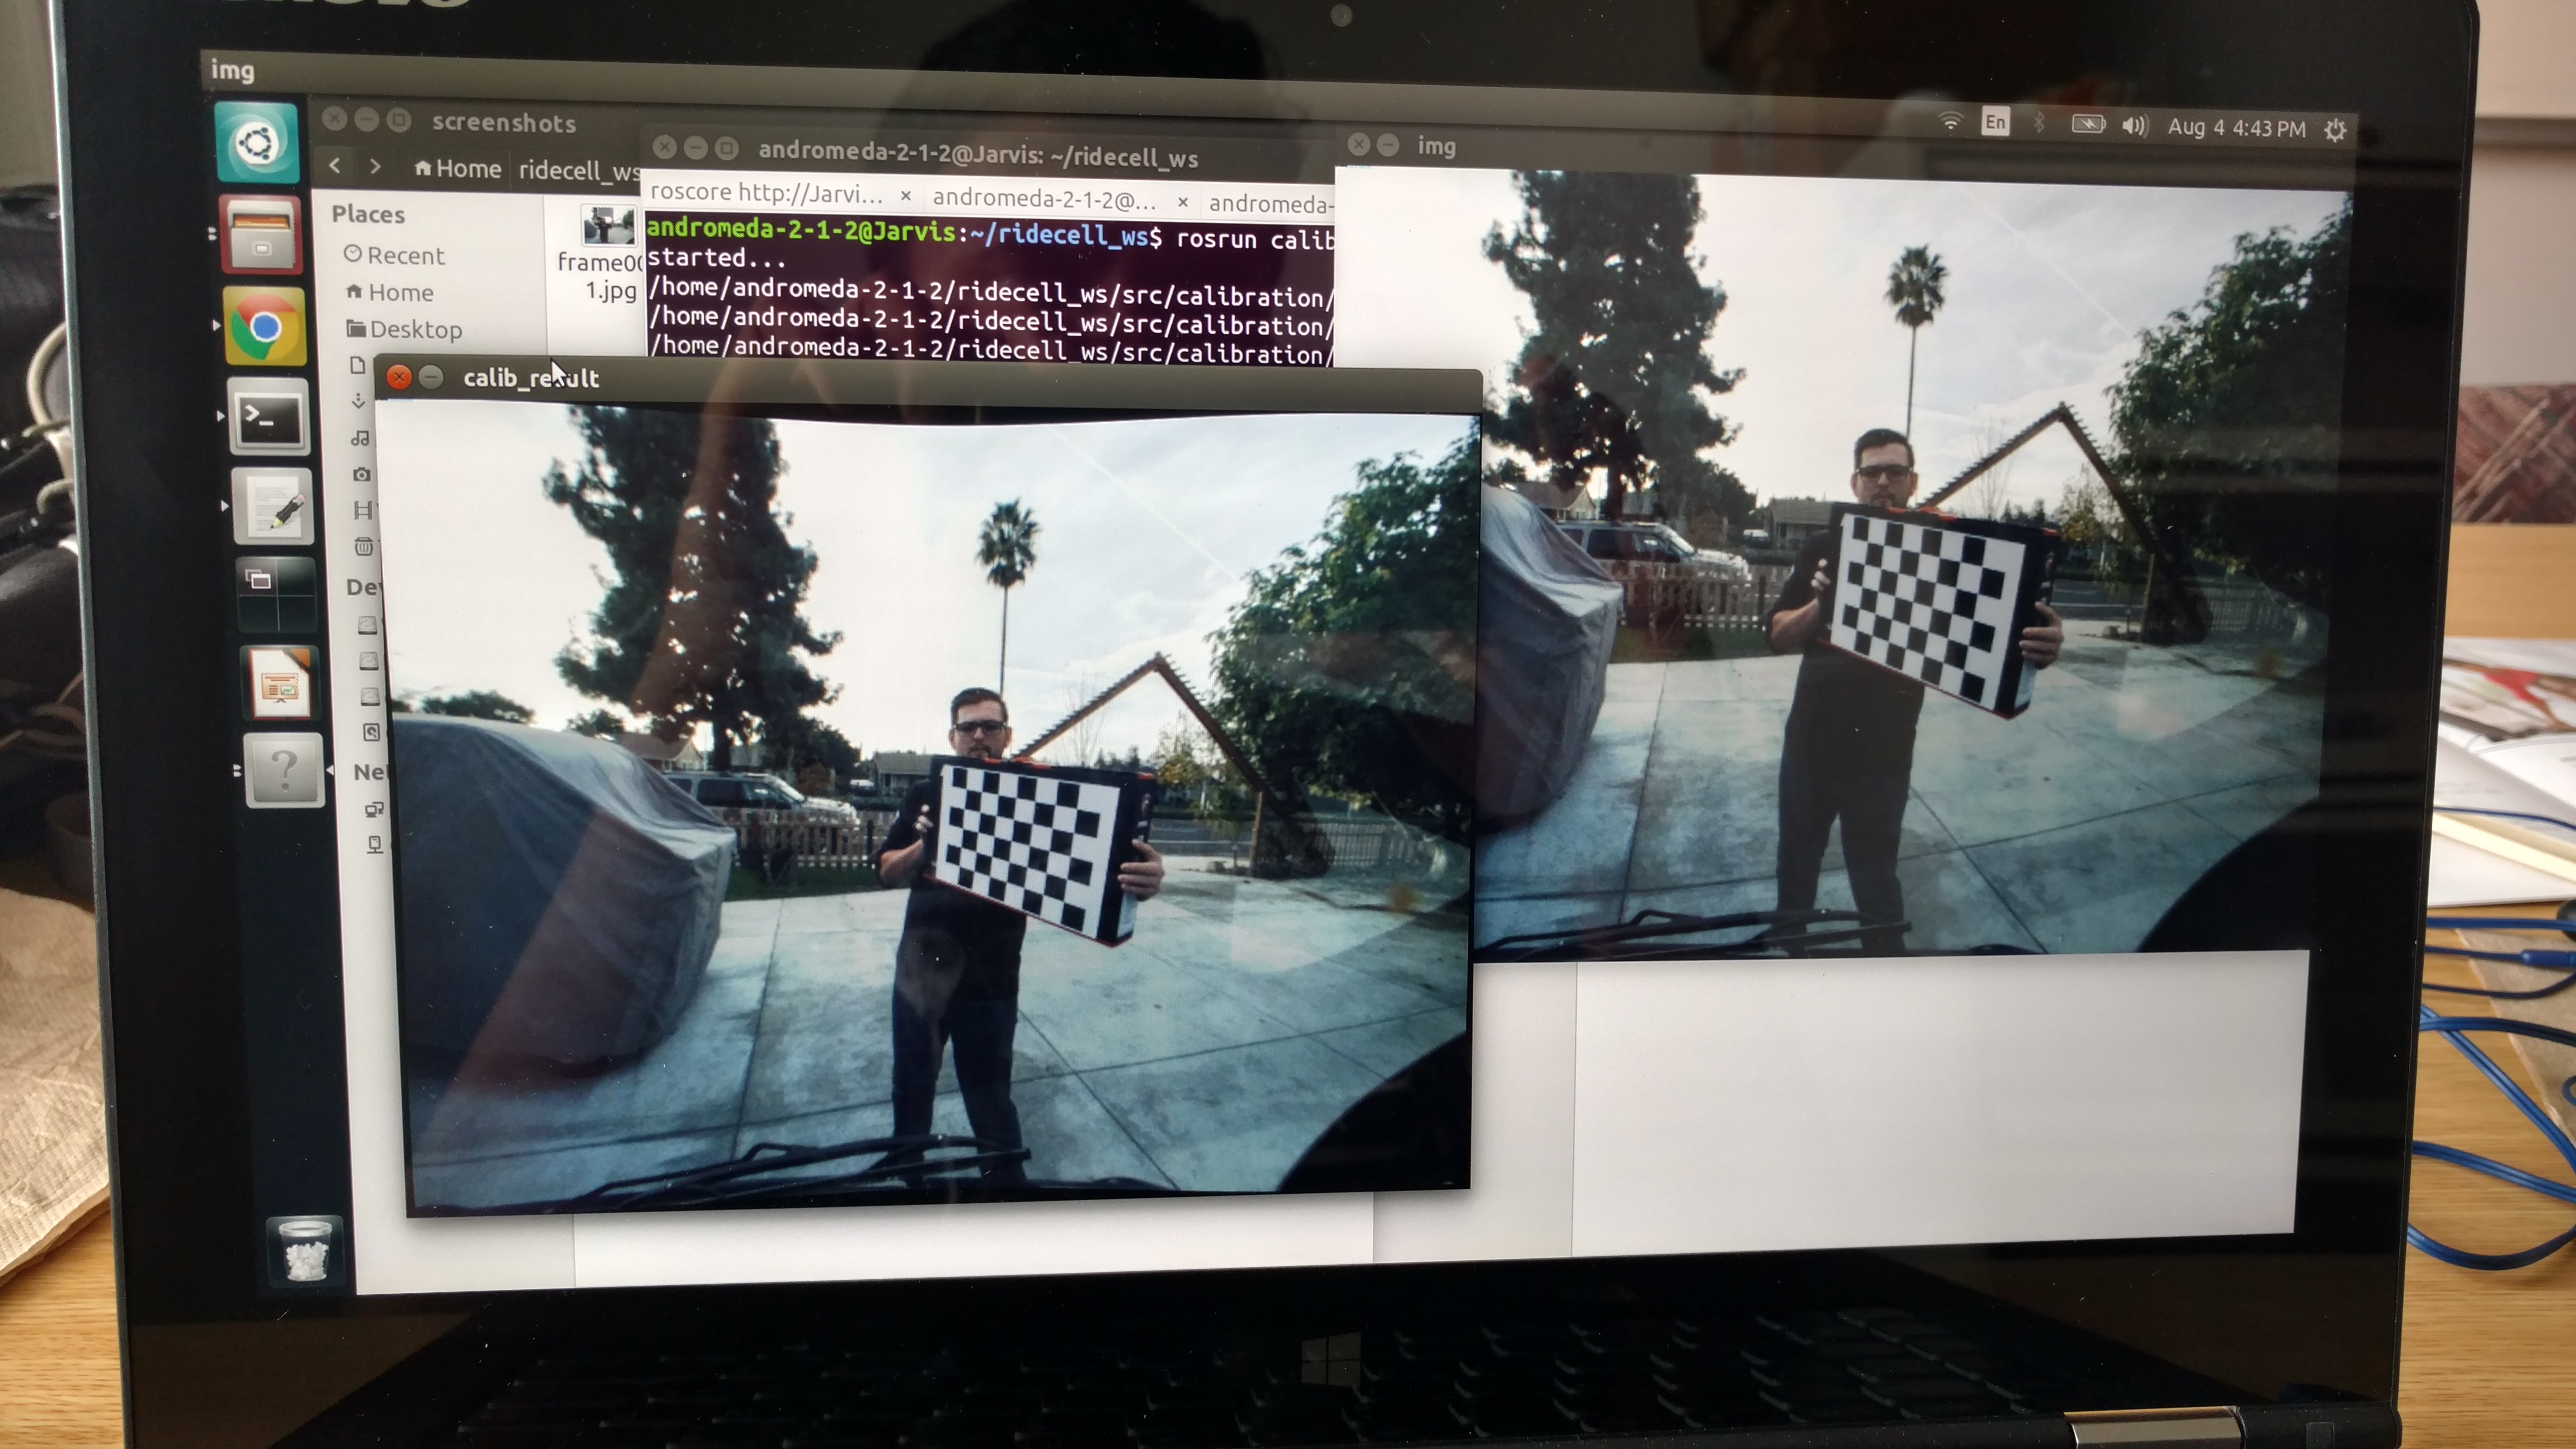 img
En
Aug 4 4:43 PM
screenshots
Home
ridecell_ws
Places
Recent
Home
Desktop
frame00
1.jpg
andromeda-2-1-2@Jarvis: ~/ridecell_ws
roscore http://Jarvi...
andromeda-2-1-2@...
andromeda-
andromeda-2-1-2@Jarvis:~/ridecell_ws$ rosrun calib
started...
/home/andromeda-2-1-2/ridecell_ws/src/calibration/
/home/andromeda-2-1-2/ridecell_ws/src/calibration/
/home/andromeda-2-1-2/ridecell_ws/src/calibration/
img
calib_result
De
Ne